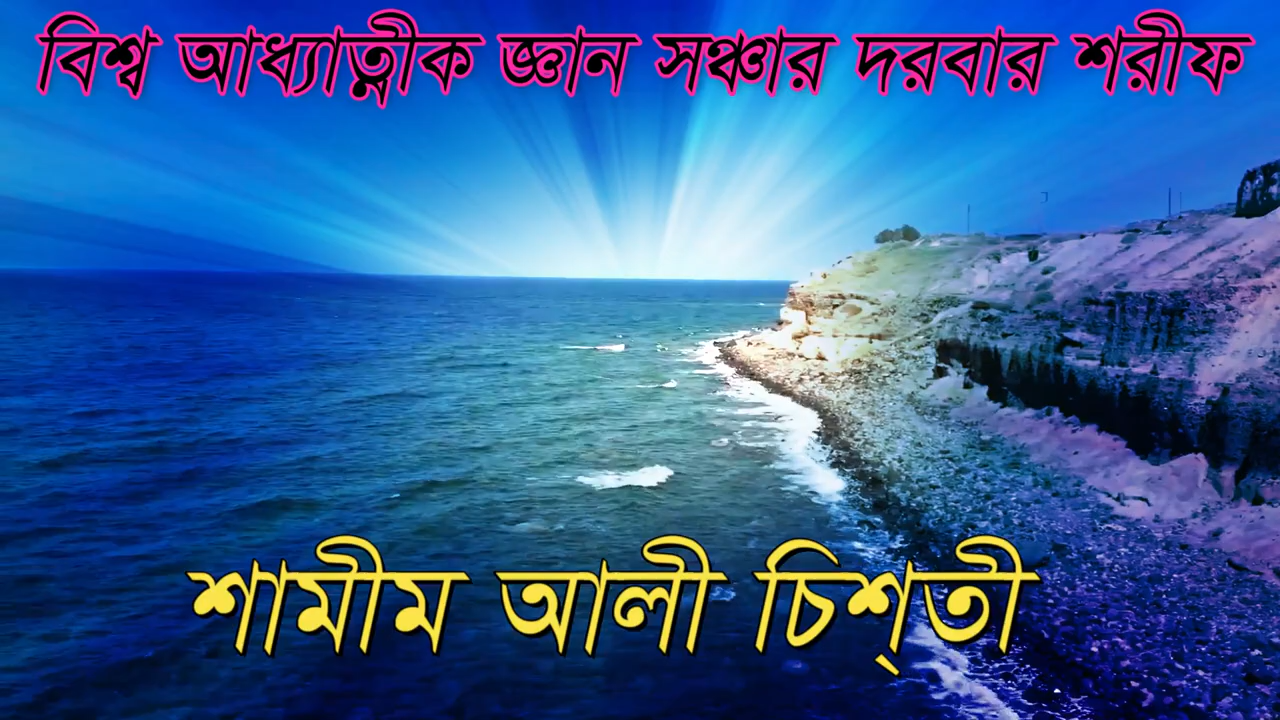 বিশ্ব আধ্যাত্নীক জ্ঞান সঞ্চার দরবার শরীফ
শামীম আলী চিশ্‌তী